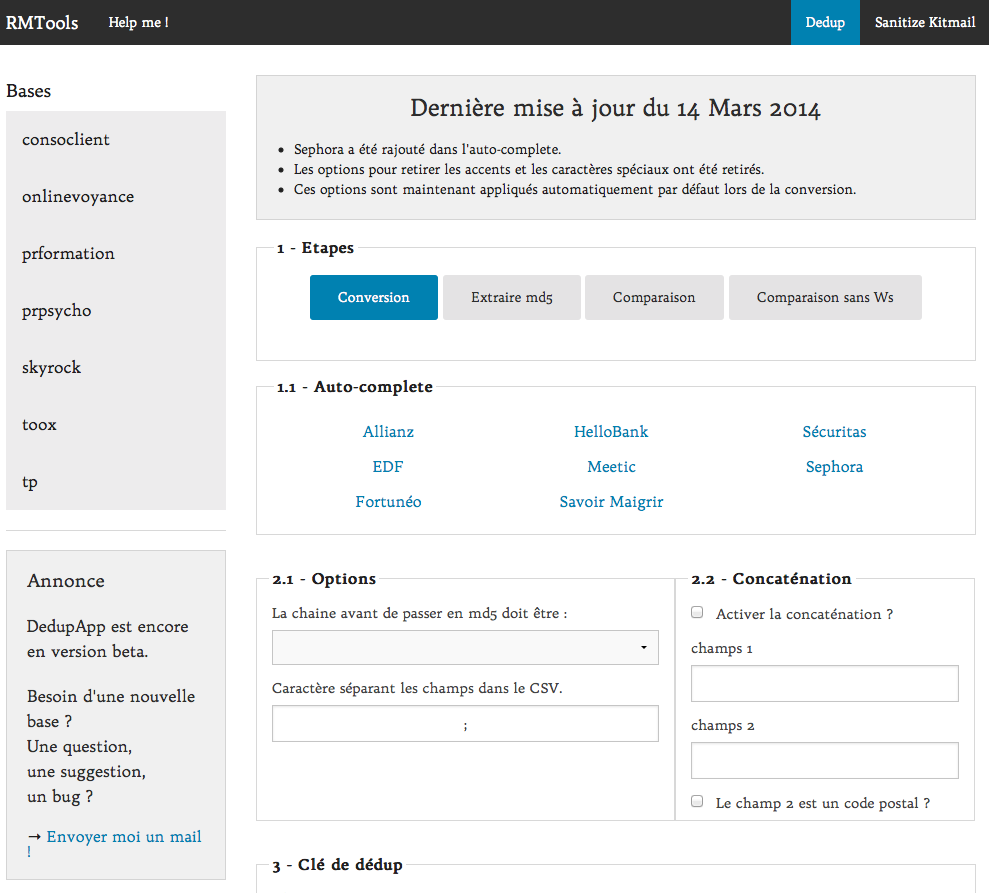 RMTools
Help me !
Dedup
Sanitize Kitmail
Bases
consoclient
onlinevoyance
prformation
prpsycho
skyrock
toox
tp
Annonce
DedupApp est encore
en version beta.
Besoin d'une nouvelle
base ?
Une question,
une suggestion,
un bug ?
→ Envoyer moi un mail
!
Dernière mise à jour du 14 Mars 2014
• Sephora a été rajouté dans l'auto-complete.
• Les options pour retirer les accents et les caractères spéciaux ont été retirés.
• Ces options sont maintenant appliqués automatiquement par défaut lors de la conversion.
1 - Etapes
Conversion
Extraire md5
Comparaison
Comparaison sans Ws
1.1 - Auto-complete
Allianz
HelloBank
Sécuritas
EDF
Meetic
Sephora
Fortunéo
Savoir Maigrir
2.1 - Options
La chaine avant de passer en md5 doit être :
Caractère séparant les champs dans le CSV.
;
2.2 - Concaténation
Activer la concaténation ?
champs 1
champs 2
Le champ 2 est un code postal ?
3 - Clé de dédup